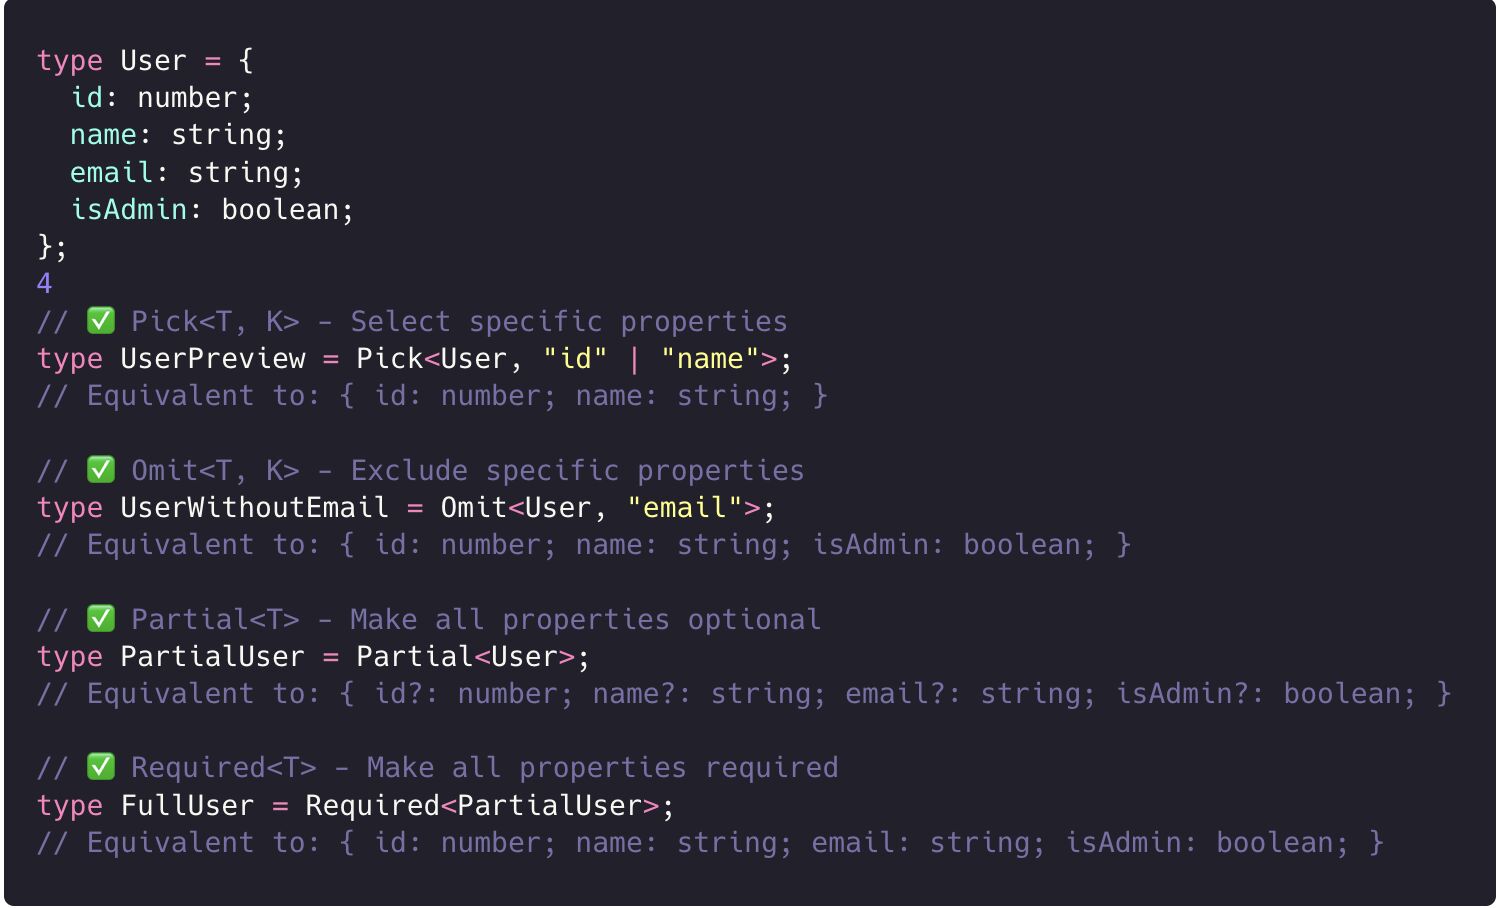 type User = {
  id: number;
  name: string;
  email: string;
  isAdmin: boolean;
};
4
// ✅ Pick<T, K> – Select specific properties
type UserPreview = Pick<User, "id" | "name">;
// Equivalent to: { id: number; name: string; }

// ✅ Omit<T, K> – Exclude specific properties
type UserWithoutEmail = Omit<User, "email">;
// Equivalent to: { id: number; name: string; isAdmin: boolean; }

// ✅ Partial<T> – Make all properties optional
type PartialUser = Partial<User>;
// Equivalent to: { id?: number; name?: string; email?: string; isAdmin?: boolean; }

// ✅ Required<T> – Make all properties required
type FullUser = Required<PartialUser>;
// Equivalent to: { id: number; name: string; email: string; isAdmin: boolean; }